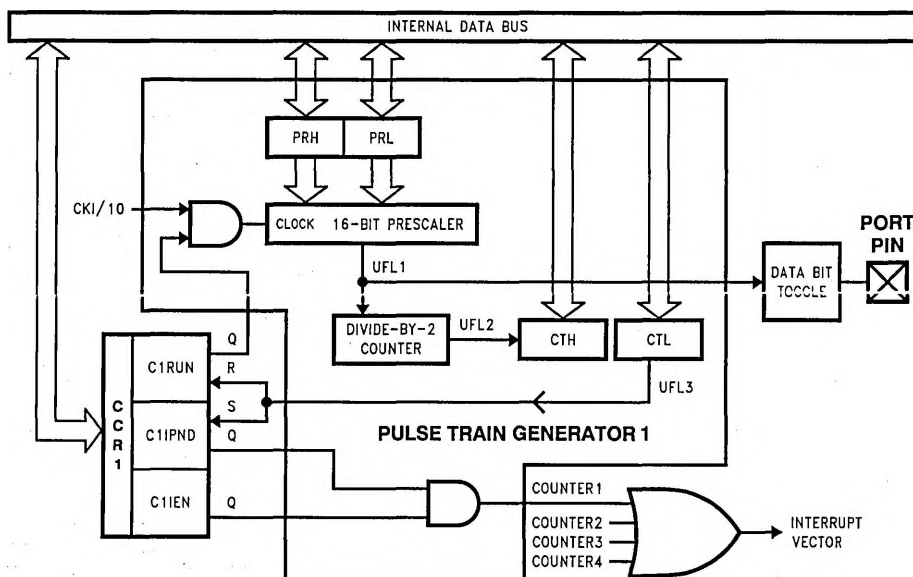 INTERNAL DATA BUS
PRH PRL
CKI/10
CLOCK 16-BIT PRESCALER
PORT
PIN
UFL1
DATA BIT
TOGGLE
DIVIDE-BY-2
COUNTER
UFL2
CTH
CTL
UFL3
CCR1
C1RUN
Q
R
C1IPND
S
Q
C1IEN
Q
PULSE TRAIN GENERATOR 1
COUNTER1
COUNTER2
COUNTER3
COUNTER4
INTERRUPT
VECTOR